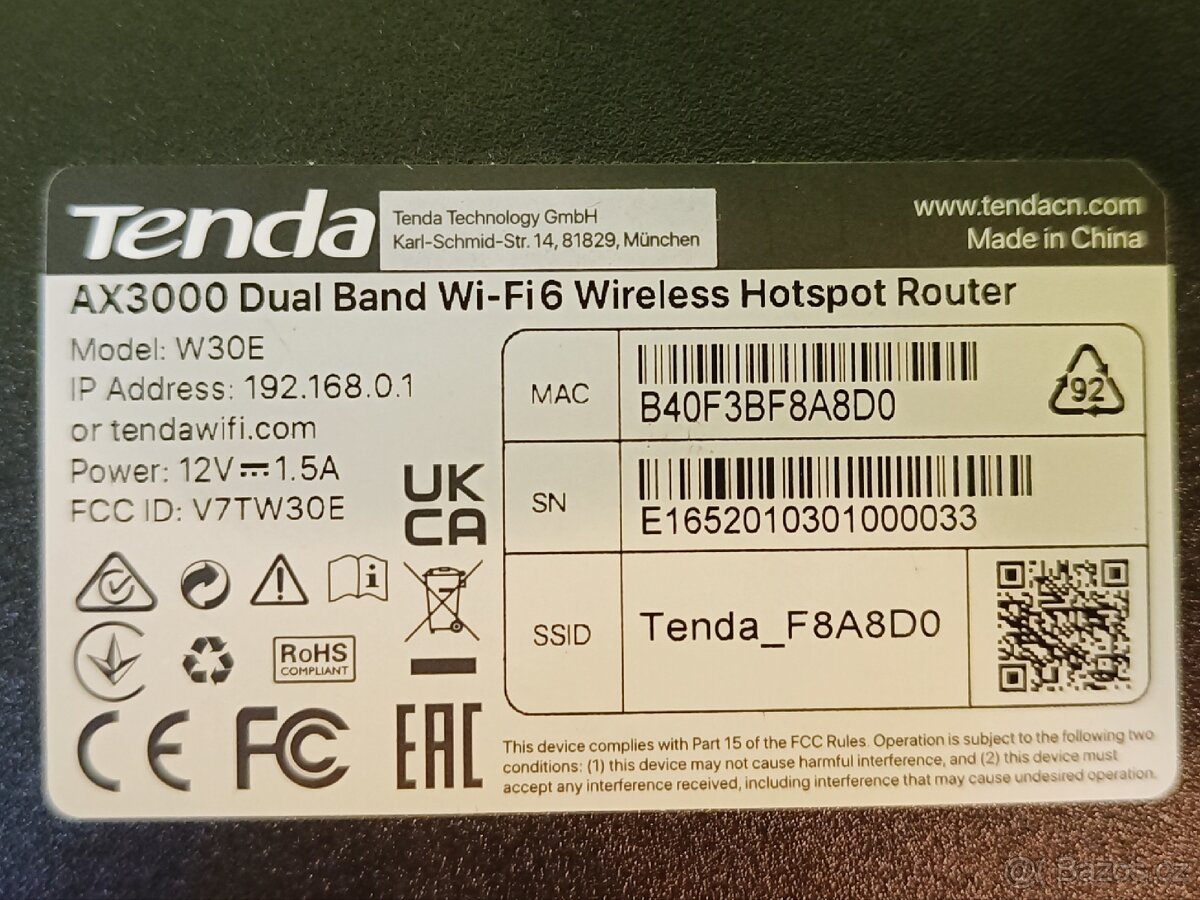 Tenda
Tenda Technology GmbH
Karl-Schmid-Str. 14, 81829, München
www.tendacn.com
Made in China
AX3000 Dual Band Wi-Fi 6 Wireless Hotspot Router
Model: W30E
IP Address: 192.168.0.1
or tendawifi.com
Power: 12V⎓1.5A
FCC ID: V7TW30E
UK
CA
MAC
B40F3BF8A8D0
92
SN
E1652010301000033
SSID
Tenda_F8A8D0
i
RoHS
COMPLIANT
CE FC EAC
This device complies with Part 15 of the FCC Rules. Operation is subject to the following two
conditions: (1) this device may not cause harmful interference, and (2) this device must
accept any interference received, including interference that may cause undesired operation.
Bazos.cz